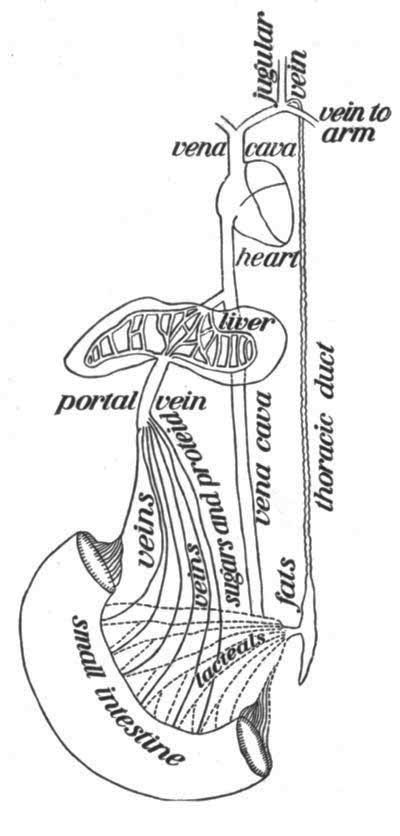 jugular
vein
vein to
arm
vena cava
heart
liver
portal vein
sugars and proteid
veins
veins
vena cava
thoracic duct
fats
lacteals
small intestine